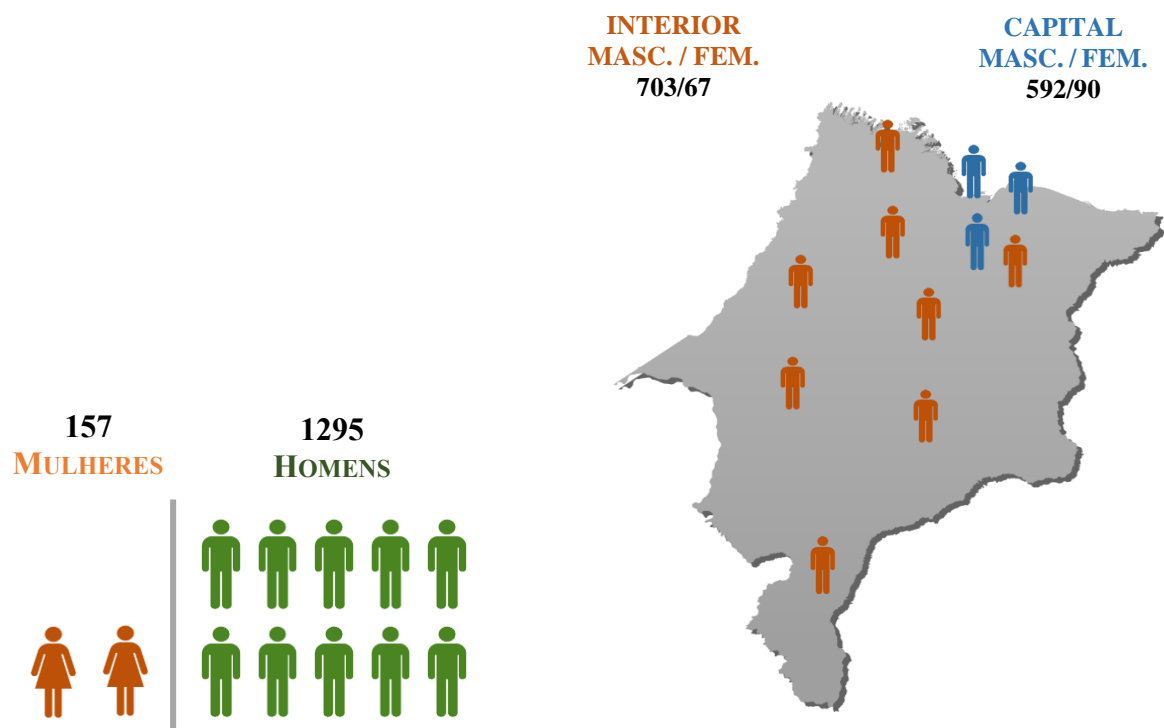 INTERIOR
MASC. / FEM.
703/67
CAPITAL
MASC. / FEM.
592/90
157
MULHERES
1295
HOMENS